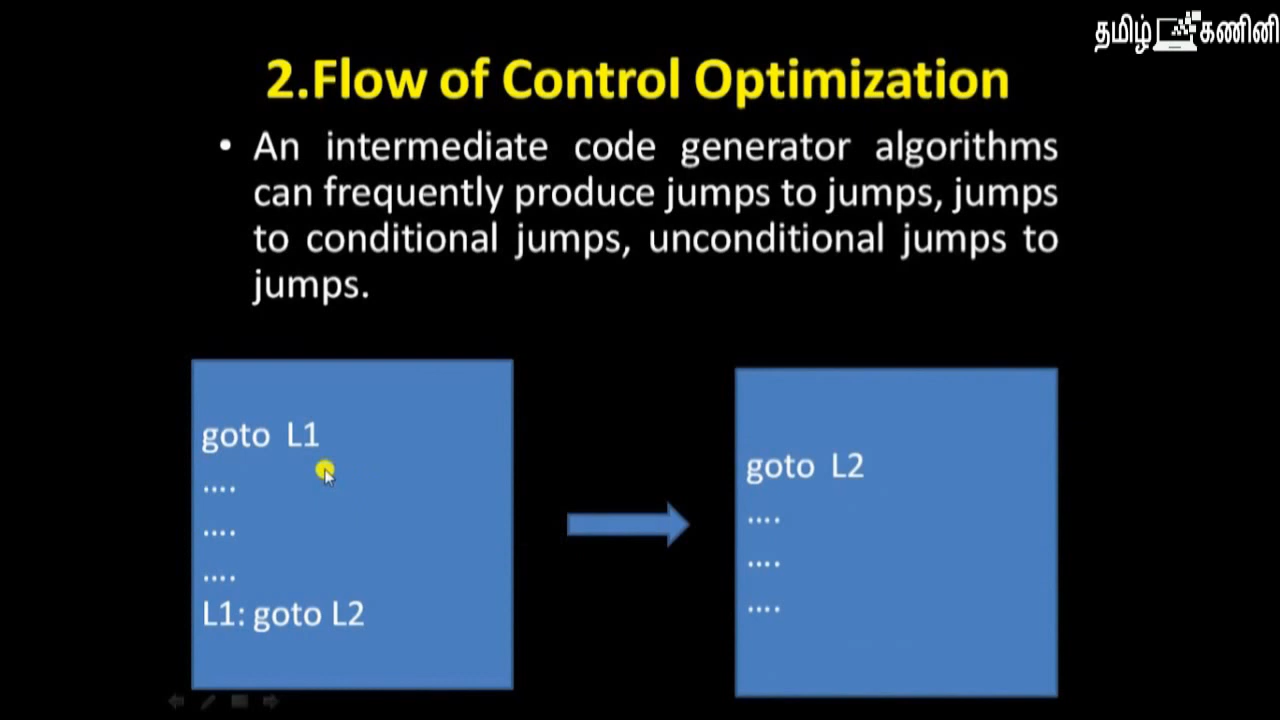 தமிழ் கணினி
2.Flow of Control Optimization
• An intermediate code generator algorithms
can frequently produce jumps to jumps, jumps
to conditional jumps, unconditional jumps to
jumps.
goto L1
....
....
....
L1: goto L2
goto L2
....
....
....